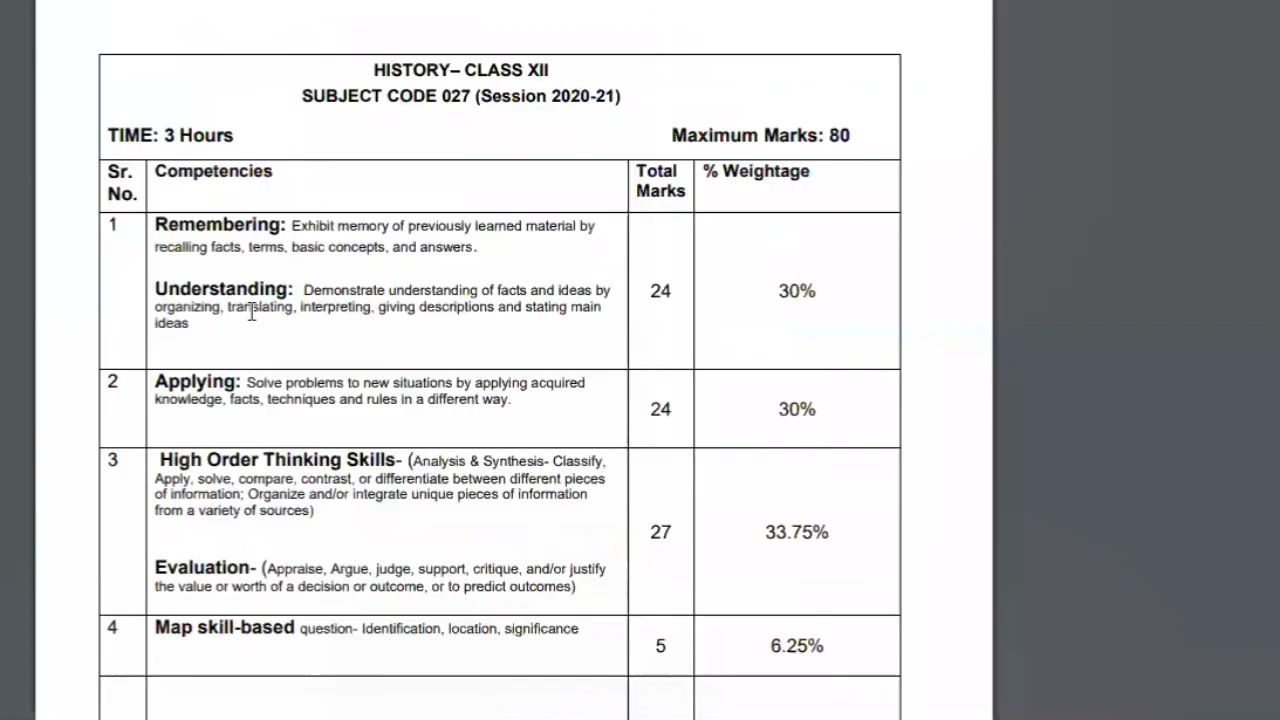 HISTORY– CLASS XII
SUBJECT CODE 027 (Session 2020-21)
TIME: 3 Hours Maximum Marks: 80
Sr. No. Competencies Total Marks % Weightage
1 Remembering: Exhibit memory of previously learned material by
recalling facts, terms, basic concepts, and answers.
Understanding: Demonstrate understanding of facts and ideas by
organizing, translating, interpreting, giving descriptions and stating main
ideas
24 30%
2 Applying: Solve problems to new situations by applying acquired
knowledge, facts, techniques and rules in a different way.
24 30%
3 High Order Thinking Skills- (Analysis & Synthesis- Classify,
Apply, solve, compare, contrast, or differentiate between different pieces
of information; Organize and/or integrate unique pieces of information
from a variety of sources)
27 33.75%
Evaluation- (Appraise, Argue, judge, support, critique, and/or justify
the value or worth of a decision or outcome, or to predict outcomes)
4 Map skill-based question- Identification, location, significance
5 6.25%